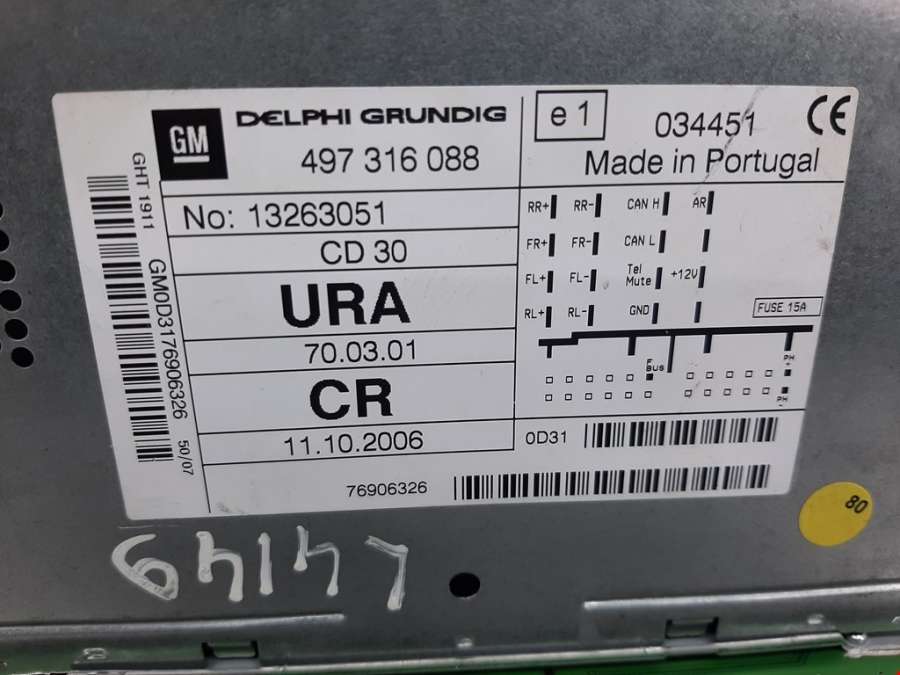 GM
DELPHI GRUNDIG
497 316 088
e1
034451
CE
Made in Portugal
No: 13263051
CD 30
URA
70.03.01
CR
11.10.2006
76906326
0D31
GHT 1911
GM0D3176906326
50/07
RR+ RR- CAN H AR
FR+ FR- CAN L
FL+ FL- Tel Mute +12V
RL+ RL- GND
FUSE 15A
F BUS
PH +
PH -
80
64147